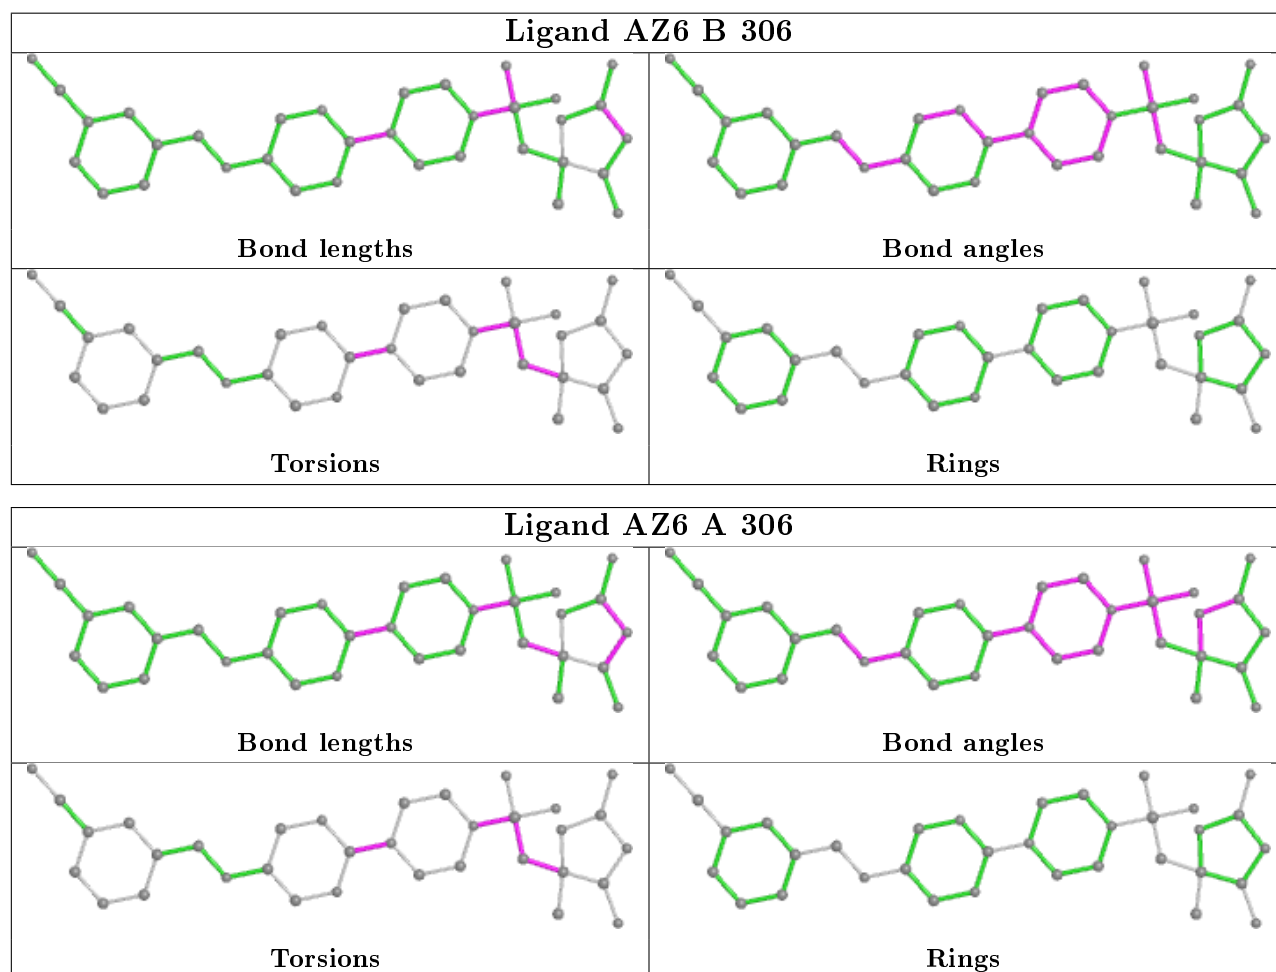 Ligand AZ6 B 306
Bond lengths
Bond angles
Torsions
Rings
Ligand AZ6 A 306
Bond lengths
Bond angles
Torsions
Rings